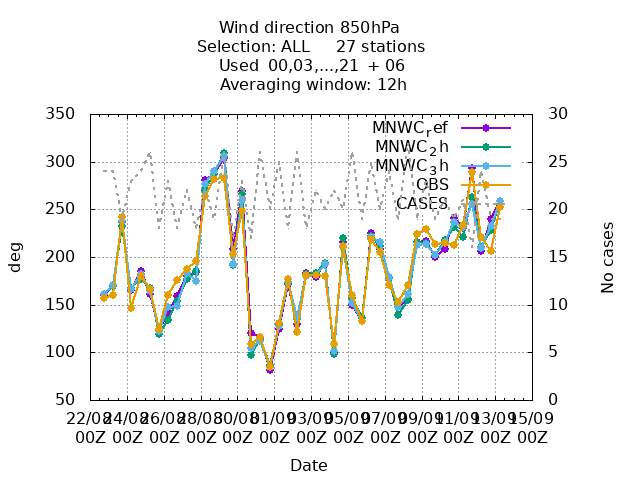 Wind direction 850hPa
Selection: ALL 27 stations
Used 00,03,...,21 + 06
Averaging window: 12h
350 30
MNWC_ref
MNWC_2h
300 25
MNWC_3h
OBS
250 20
CASES
deg
200 15
No cases
150 10
100 5
50 0
22/08 24/08 26/08 28/08 30/08 01/09 03/09 05/09 07/09 09/09 11/09 13/09 15/09
00Z 00Z 00Z 00Z 00Z 00Z 00Z 00Z 00Z 00Z 00Z 00Z 00Z
Date